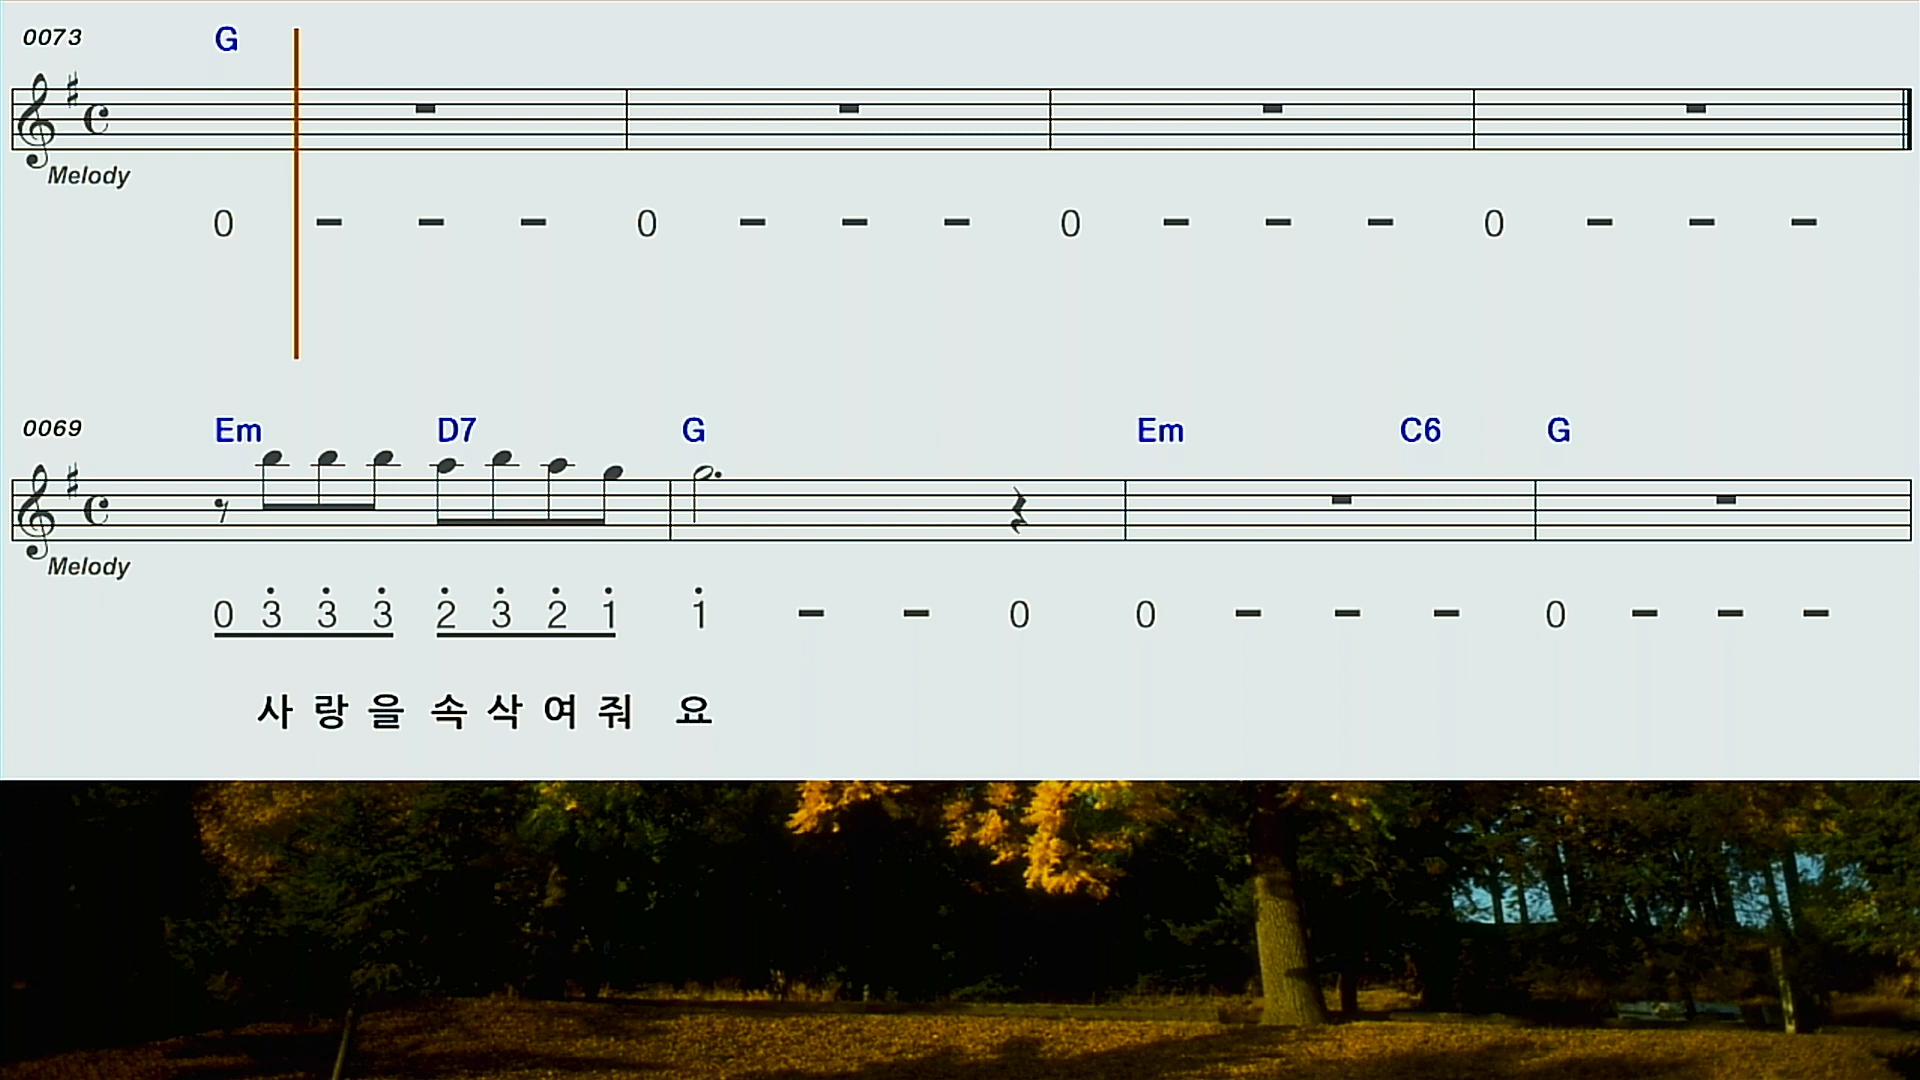 0073 G
Melody
0 - - - 0 - - - 0 - - - 0 - - -
0069 Em D7 G Em C6 G
Melody
0 3 3 3 2 3 2 1 1 - - 0 0 - - - 0 - - -
사 랑 을 속 삭 여 줘 요